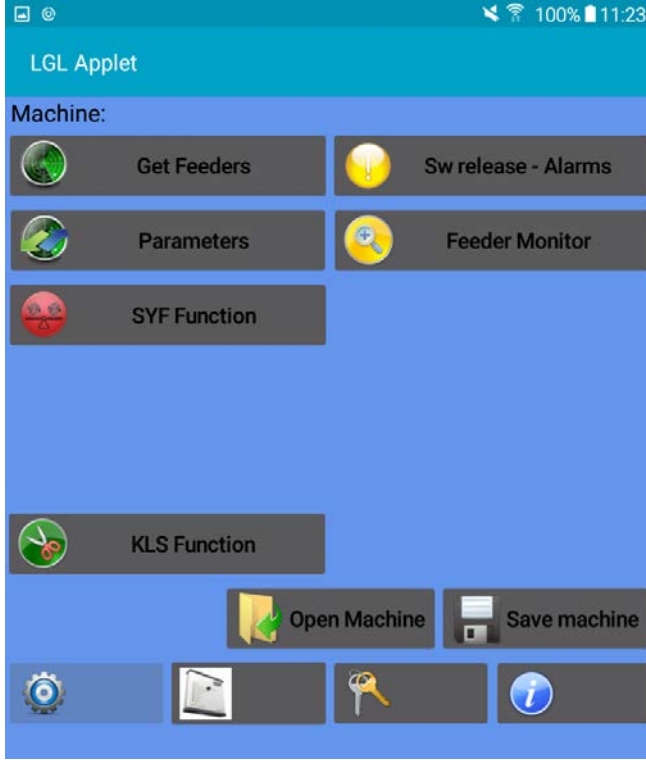 100% 11:23
LGL Applet
Machine:
Get Feeders
Sw release - Alarms
Parameters
Feeder Monitor
SYF Function
KLS Function
Open Machine
Save machine